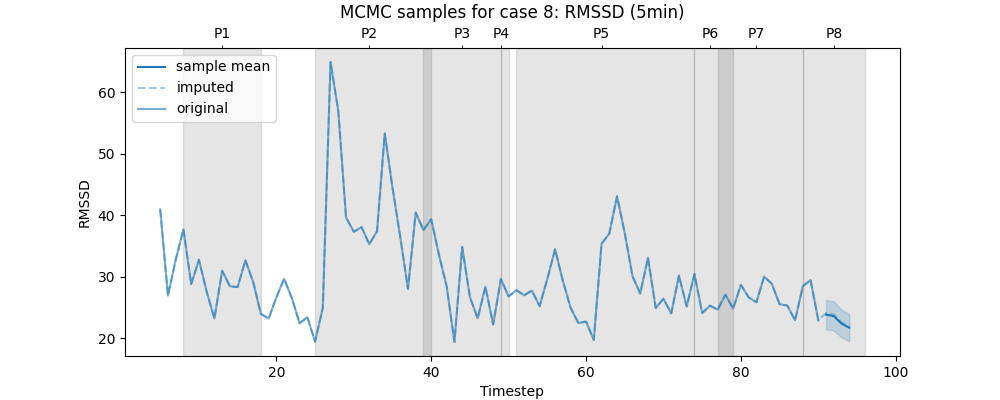 MCMC samples for case 8: RMSSD (5min)
P1 P2 P3 P4 P5 P6 P7 P8
sample mean
imputed
original
60
50
40
30
20
RMSSD
20 40 60 80 100
Timestep